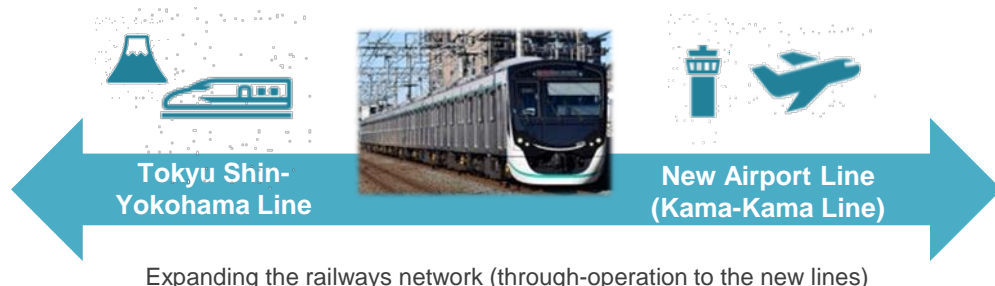 Tokyu Shin-
Yokohama Line
New Airport Line
(Kama-Kama Line)
Expanding the railways network (through-operation to the new lines)